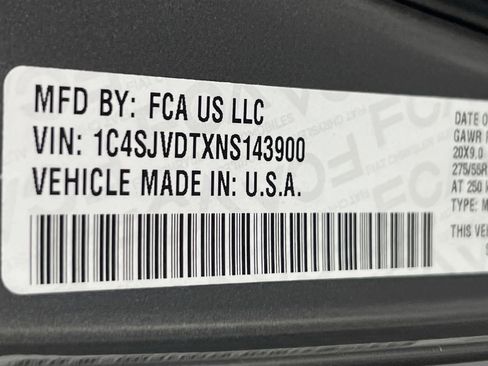 MFD BY: FCA US LLC
VIN: 1C4SJVDTXNS143900
VEHICLE MADE IN: U.S.A.
DATE O
GAWR
20X9.0
275/55R
AT 250
TYPE: M
THIS VE